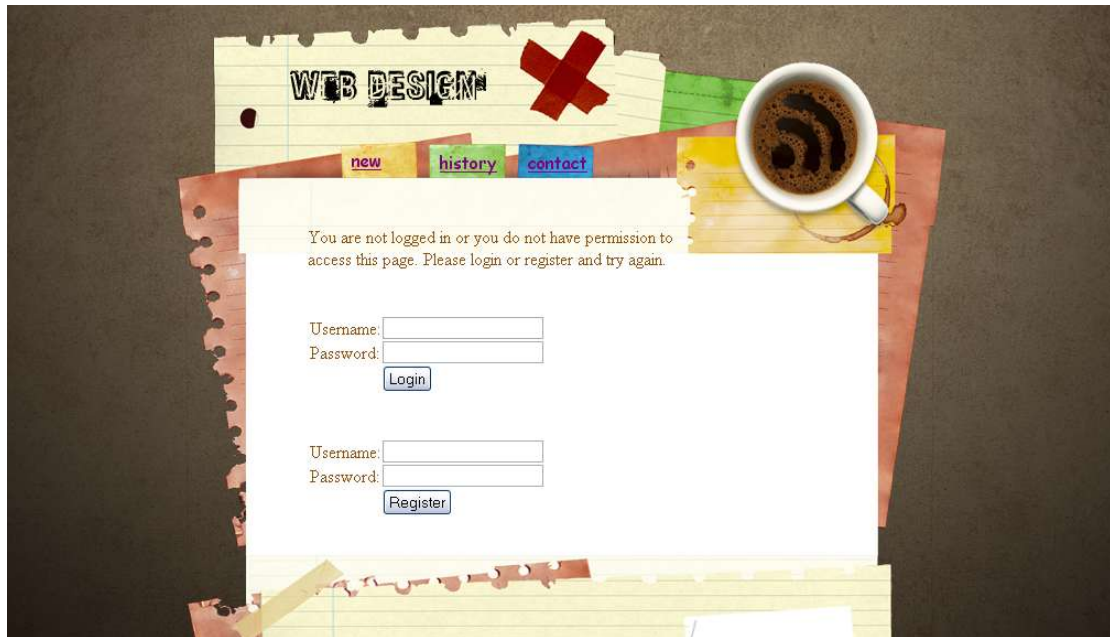 WEB DESIGN
new history contact
You are not logged in or you do not have permission to
access this page. Please login or register and try again.
Username:
Password:
Login
Username:
Password:
Register